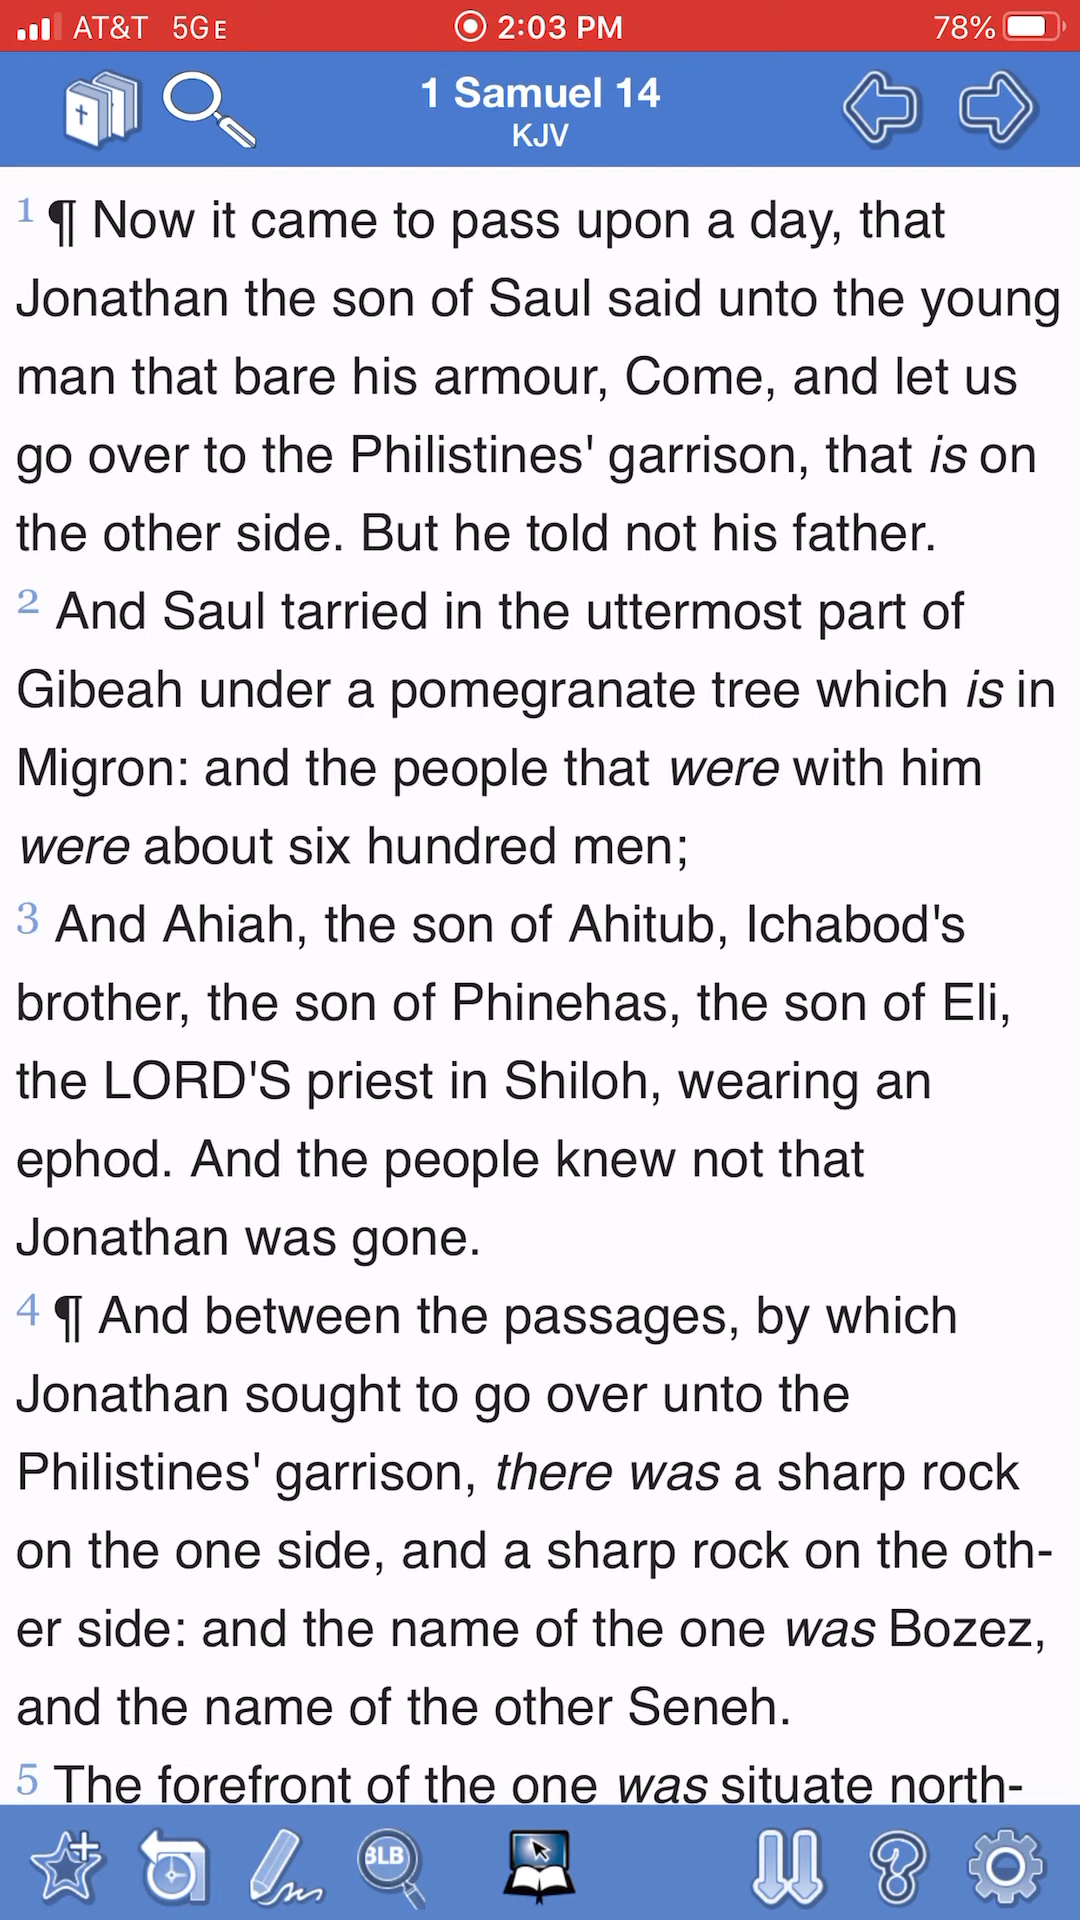 AT&T 5GE 2:03 PM 78%
1 Samuel 14
KJV
1 ¶ Now it came to pass upon a day, that
Jonathan the son of Saul said unto the young
man that bare his armour, Come, and let us
go over to the Philistines' garrison, that is on
the other side. But he told not his father.
2 And Saul tarried in the uttermost part of
Gibeah under a pomegranate tree which is in
Migron: and the people that were with him
were about six hundred men;
3 And Ahiah, the son of Ahitub, Ichabod's
brother, the son of Phinehas, the son of Eli,
the LORD'S priest in Shiloh, wearing an
ephod. And the people knew not that
Jonathan was gone.
4 ¶ And between the passages, by which
Jonathan sought to go over unto the
Philistines' garrison, there was a sharp rock
on the one side, and a sharp rock on the oth-
er side: and the name of the one was Bozez,
and the name of the other Seneh.
5 The forefront of the one was situate north-
BLB